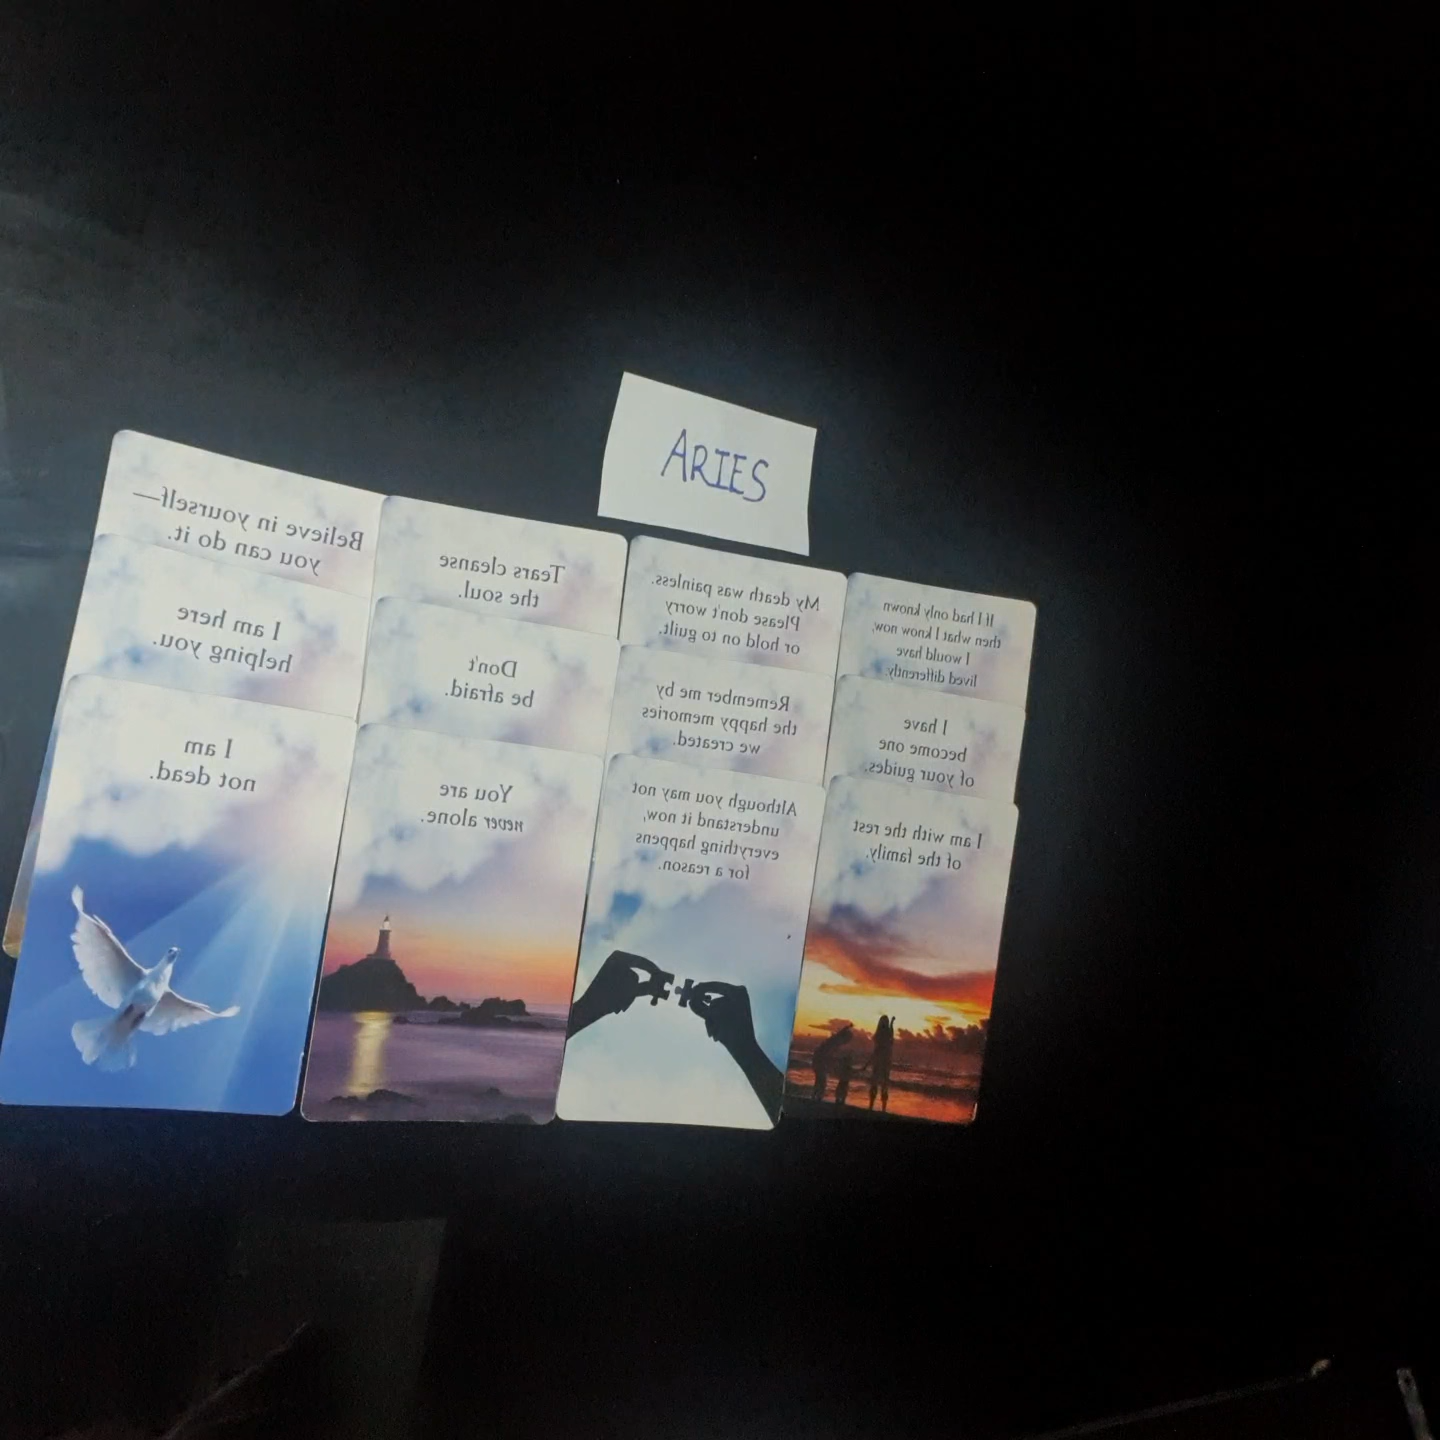 ARIES
Believe in yourself—
you can do it.
I am here
helping you.
I am
not dead.
Tears cleanse
the soul.
Don't
be afraid.
You are
never alone.
My death was painless.
Please don't worry
or hold on to guilt.
Remember me by
the happy memories
we created.
Although you may not
understand it now,
everything happens
for a reason.
If I had only known
then what I know now,
I would have
lived differently.
I have
become one
of your guides.
I am with the rest
of the family.